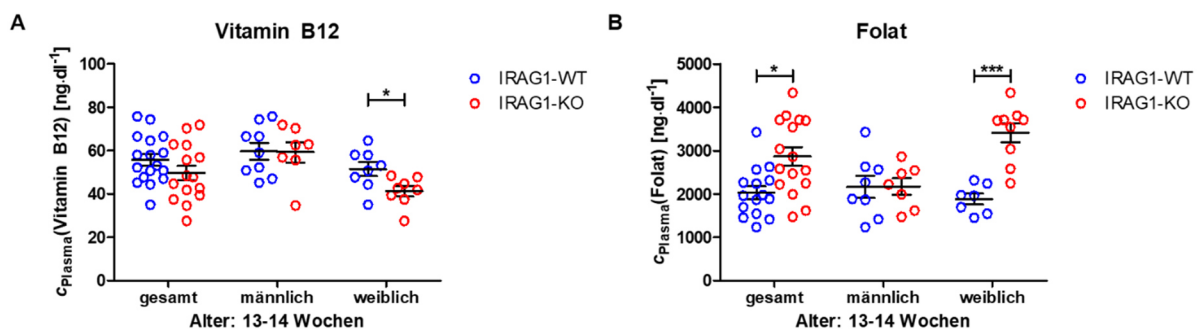 A
Vitamin B12
c_Plasma(Vitamin B12) [ng·dl⁻¹]
100
80
60
40
20
0
*
gesamt
männlich
weiblich
Alter: 13-14 Wochen
IRAG1-WT
IRAG1-KO
B
Folat
c_Plasma(Folat) [ng·dl⁻¹]
5000
4000
3000
2000
1000
0
*
***
gesamt
männlich
weiblich
Alter: 13-14 Wochen
IRAG1-WT
IRAG1-KO